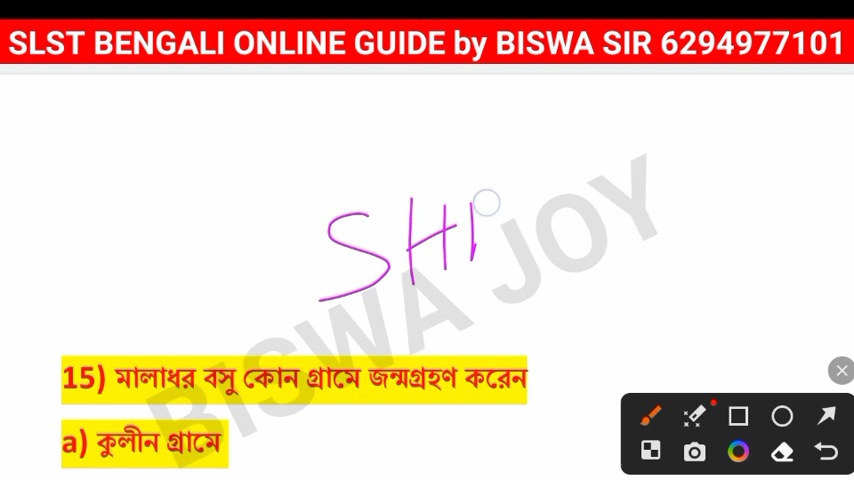 SLST BENGALI ONLINE GUIDE by BISWA SIR 6294977101
SHI
BISWA JOY
15) মালাধর বসু কোন গ্রামে জন্মগ্রহণ করেন
a) কুলীন গ্রামে